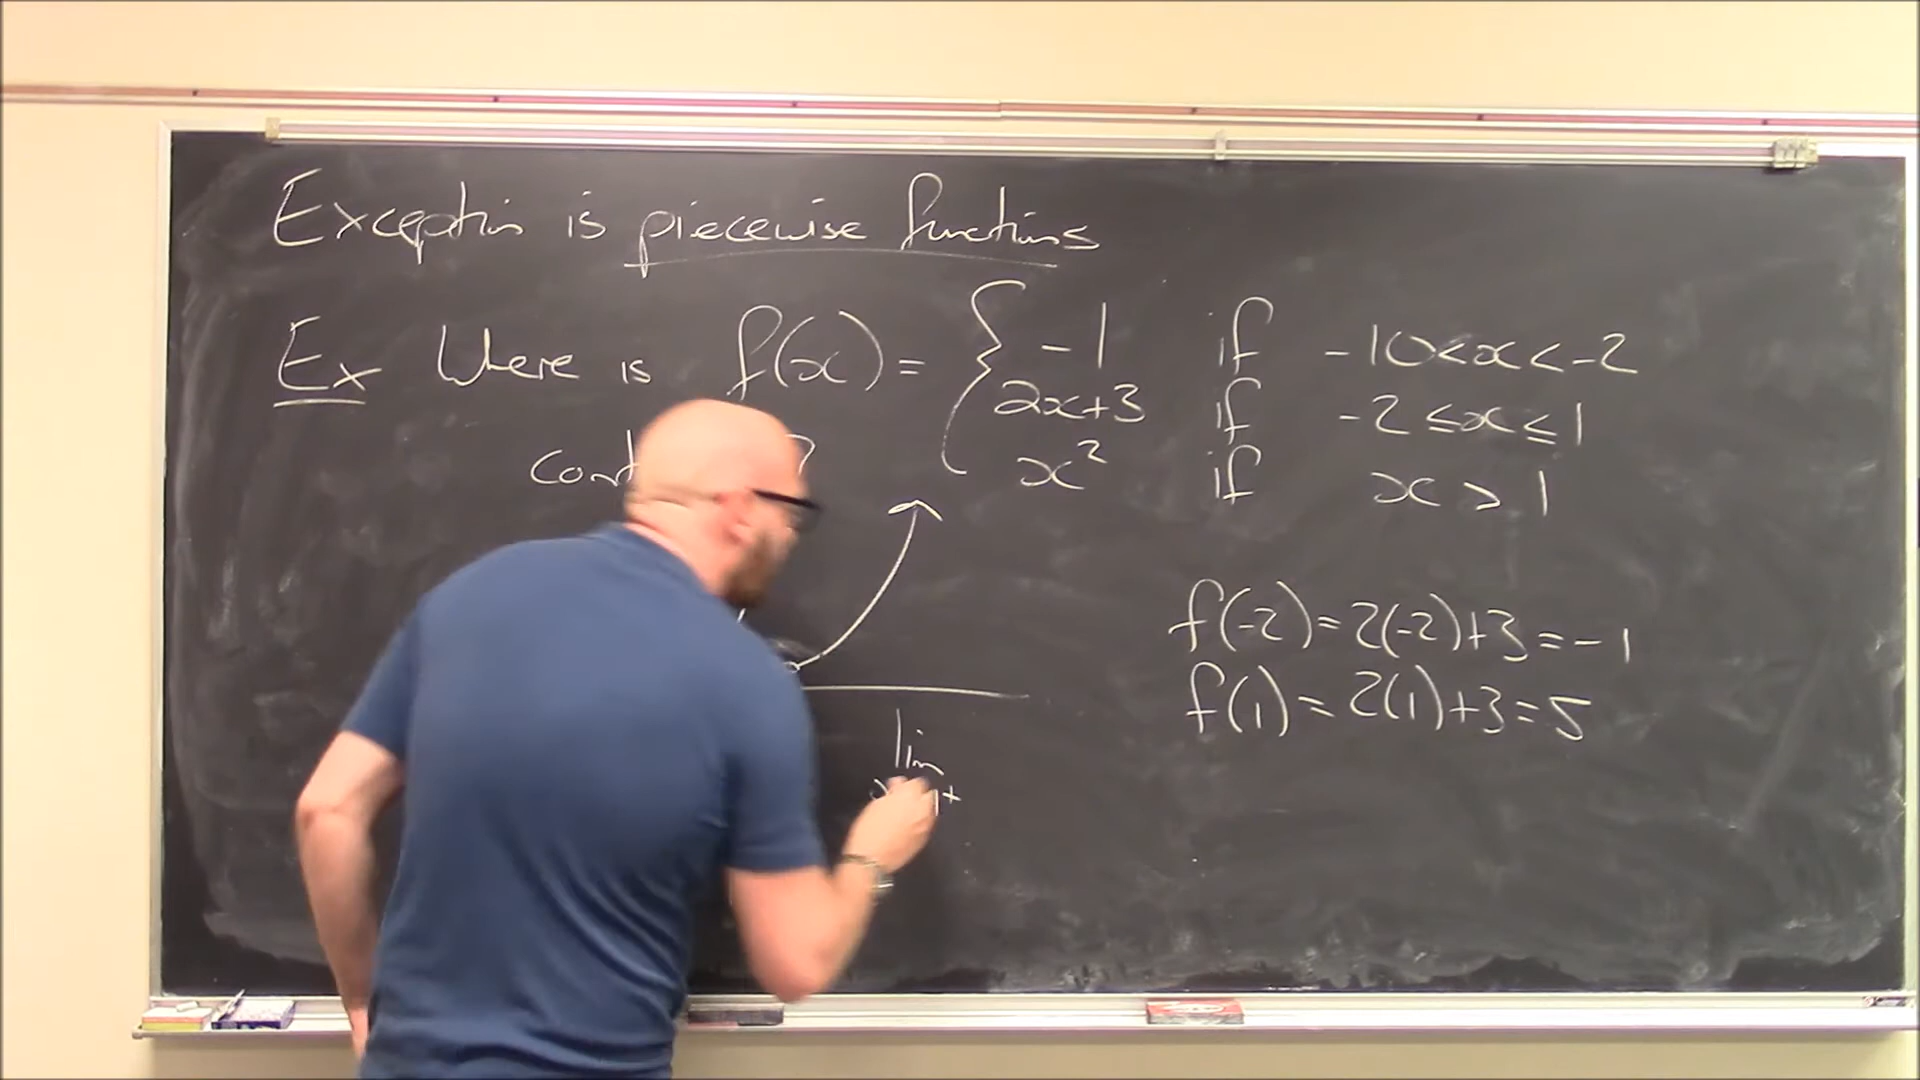 Exception is piecewise functions
Ex Where is f(x) = { -1 if -10<x<-2
2x+3 if -2≤x≤1
cont ? x² if x > 1
f(-2)=2(-2)+3=-1
f(1)=2(1)+3=5
lim